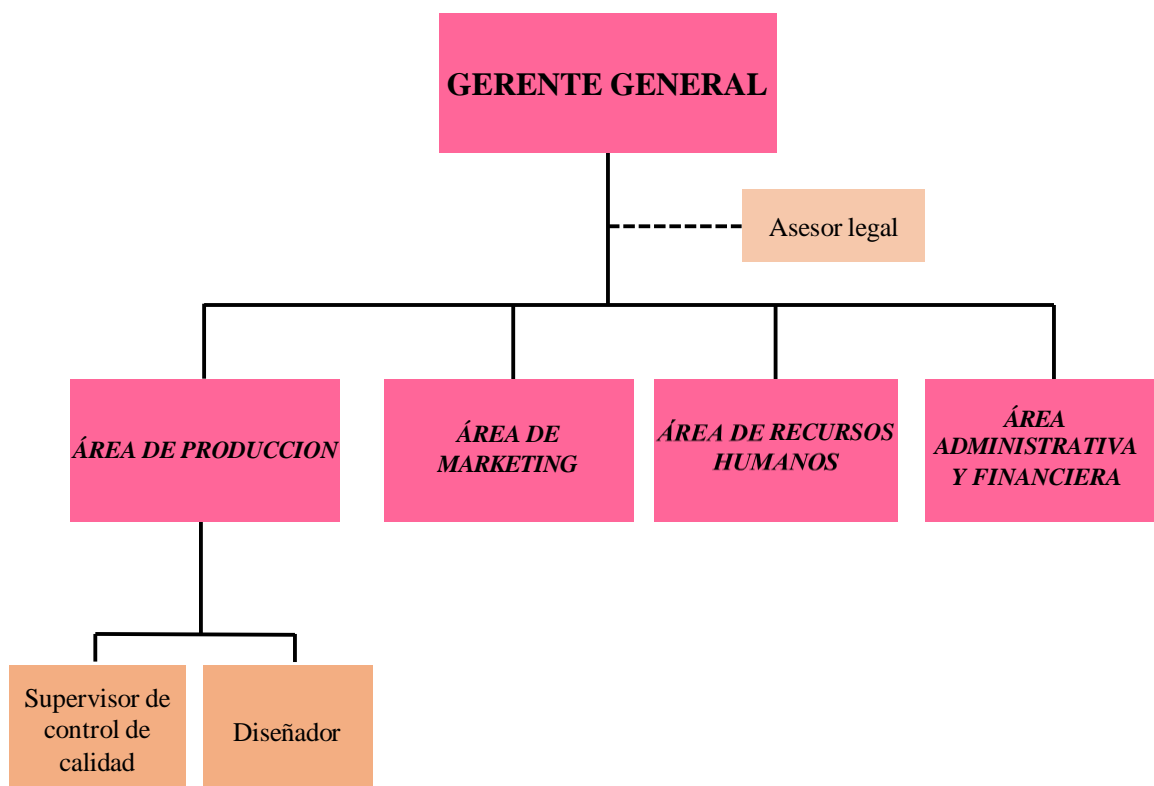 GERENTE GENERAL
Asesor legal
ÁREA DE PRODUCCION
ÁREA DE
MARKETING
ÁREA DE RECURSOS
HUMANOS
ÁREA
ADMINISTRATIVA
Y FINANCIERA
Supervisor de
control de
calidad
Diseñador